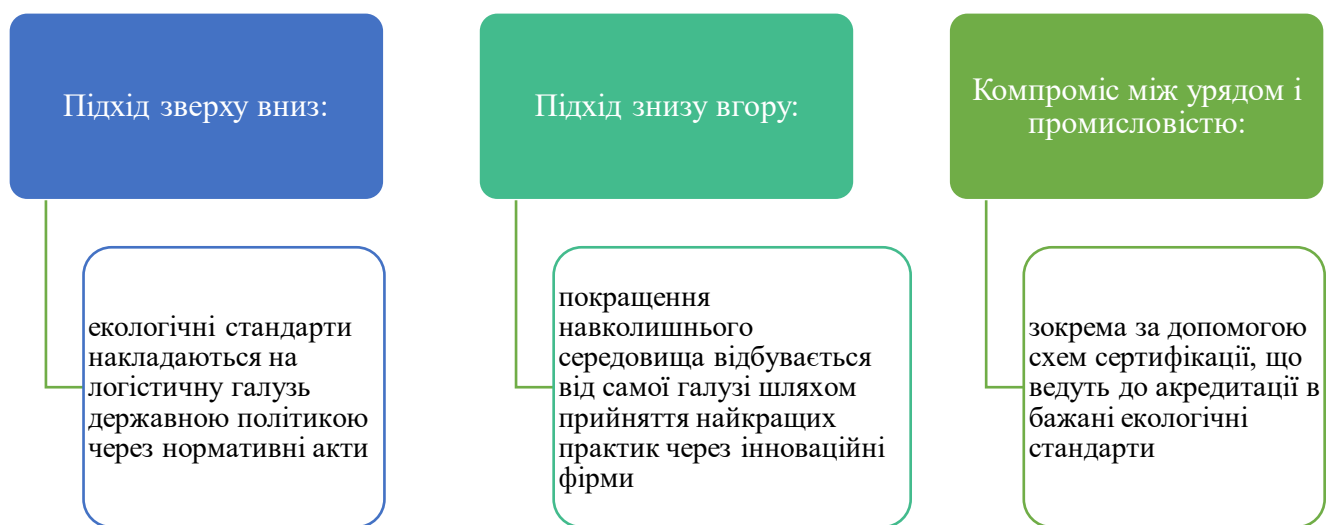 Підхід зверху вниз:
екологічні стандарти
накладаються на
логістичну галузь
державною політикою
через нормативні акти
Підхід знизу вгору:
покращення
навколишнього
середовища відбувається
від самої галузі шляхом
прийняття найкращих
практик через інноваційні
фірми
Компроміс між урядом і
промисловістю:
зокрема за допомогою
схем сертифікації, що
ведуть до акредитації в
бажані екологічні
стандарти